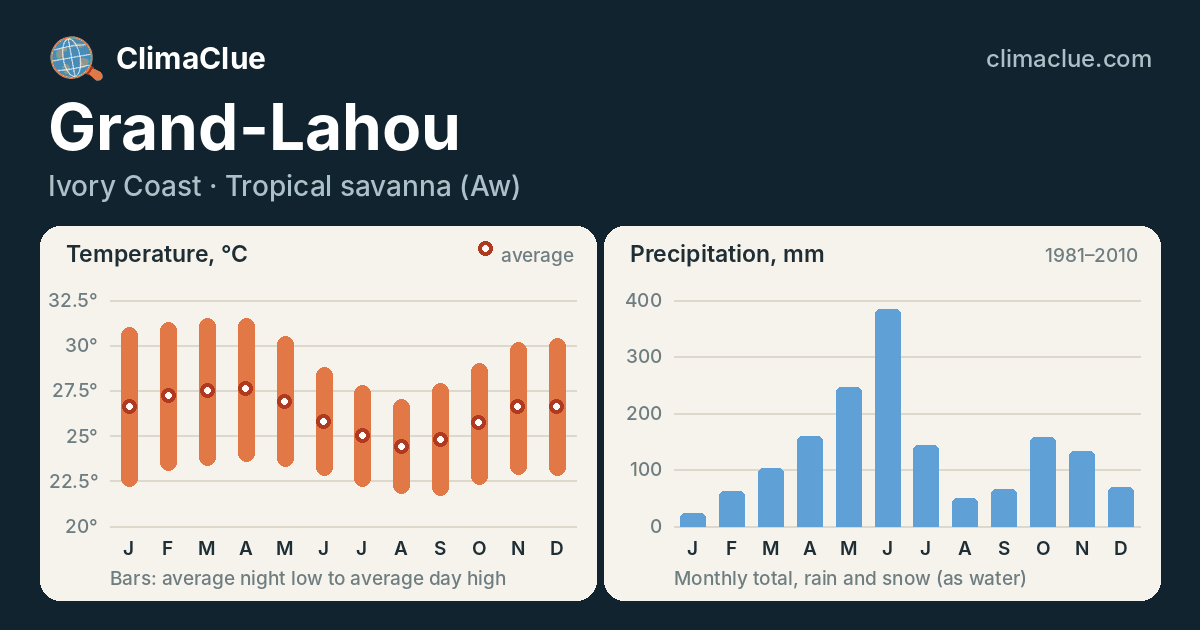 ClimaClue
climaclue.com
Grand-Lahou
Ivory Coast · Tropical savanna (Aw)
Temperature, °C
average
32.5°
30°
27.5°
25°
22.5°
20°
J F M A M J J A S O N D
Bars: average night low to average day high
Precipitation, mm
1981–2010
400
300
200
100
0
J F M A M J J A S O N D
Monthly total, rain and snow (as water)